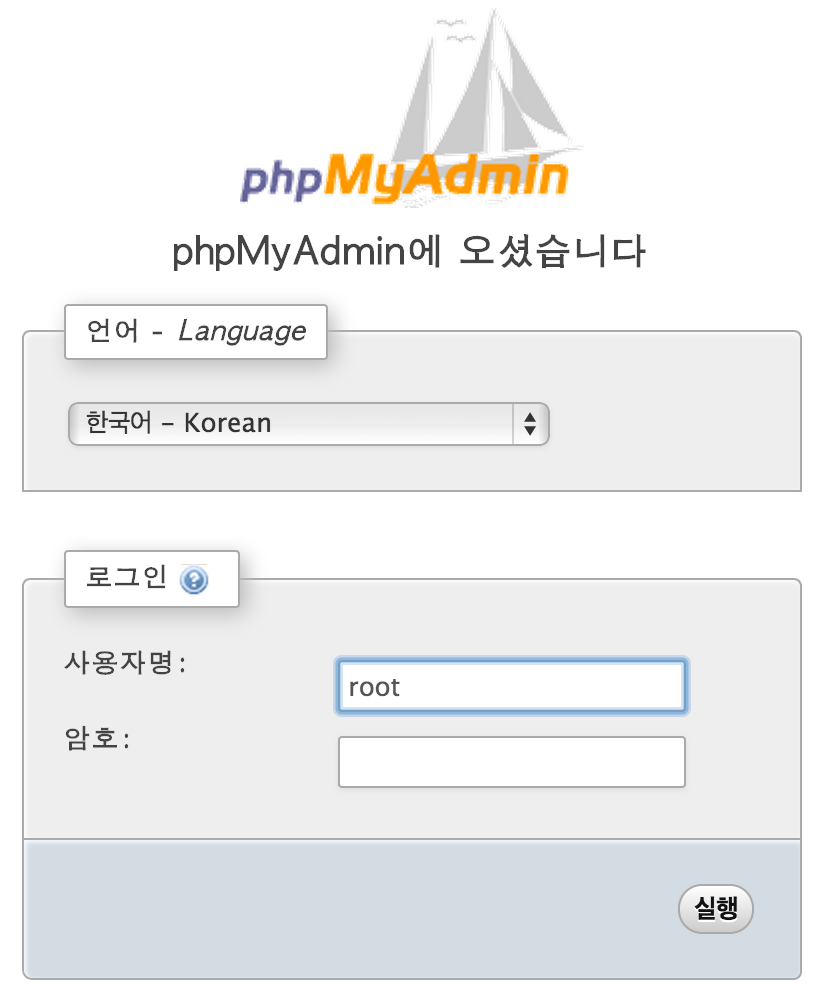 phpMyAdmin
phpMyAdmin에 오셨습니다
언어 - Language
한국어 - Korean
로그인
사용자명:
root
암호:
실행